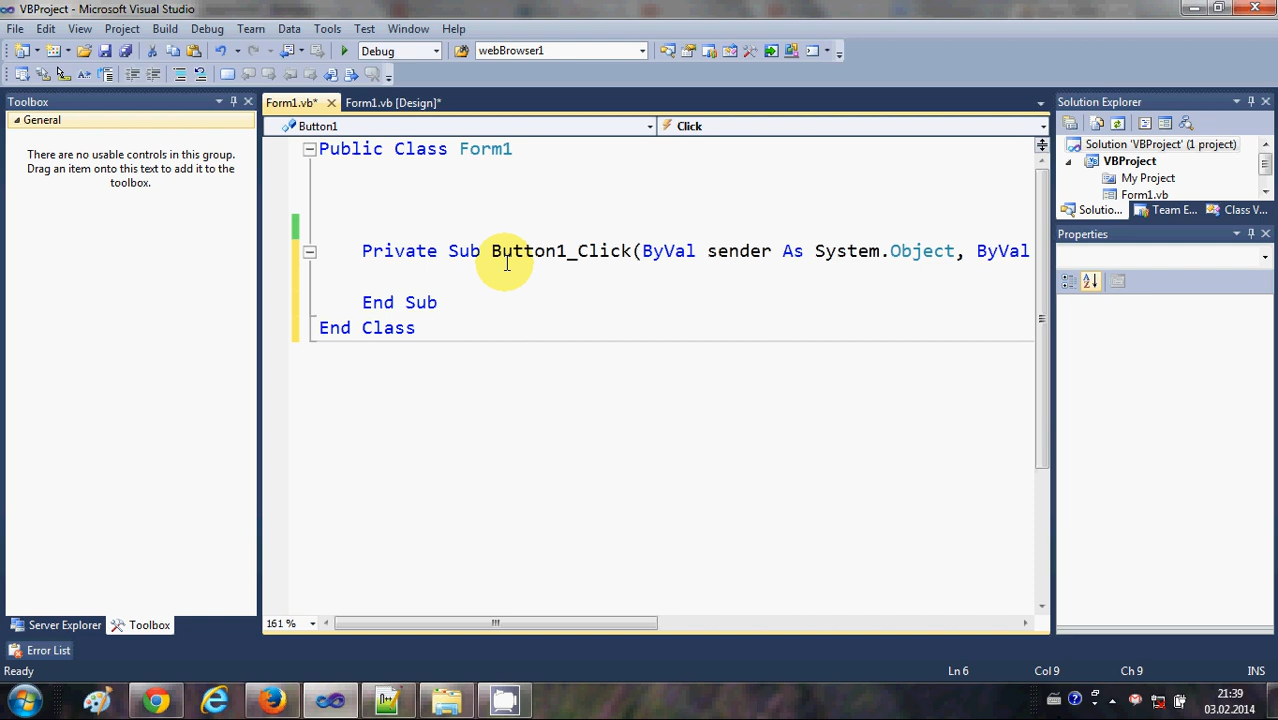 VBProject - Microsoft Visual Studio
File Edit View Project Build Debug Team Data Tools Test Window Help
Debug webBrowser1
Toolbox
General
There are no usable controls in this group.
Drag an item onto this text to add it to the
toolbox.
Server Explorer Toolbox
Form1.vb* Form1.vb [Design]*
Button1 Click
Public Class Form1
Private Sub Button1_Click(ByVal sender As System.Object, ByVal
End Sub
End Class
161 %
Solution Explorer
Solution 'VBProject' (1 project)
VBProject
My Project
Form1.vb
Solutio... Team E... Class V...
Properties
Error List
Ready Ln 6 Col 9 Ch 9 INS
21:39
03.02.2014